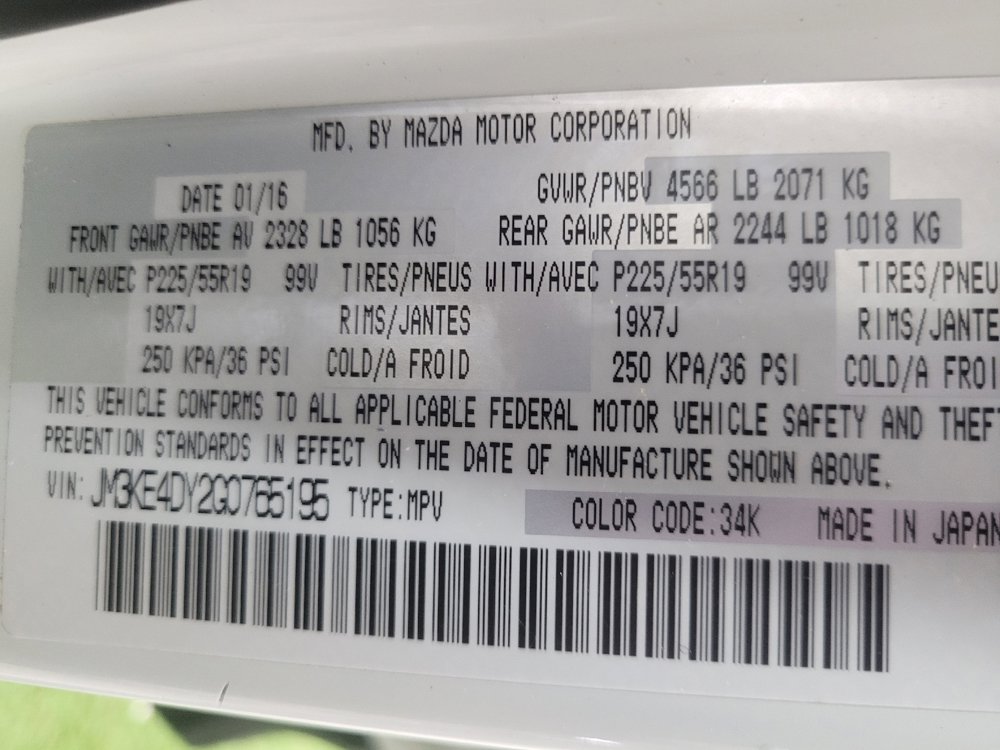 MFD. BY MAZDA MOTOR CORPORATION
DATE 01/16 GVWR/PNBV 4566 LB 2071 KG
FRONT GAWR/PNBE AV 2328 LB 1056 KG REAR GAWR/PNBE AR 2244 LB 1018 KG
WITH/AVEC P225/55R19 99V TIRES/PNEUS WITH/AVEC P225/55R19 99V TIRES/PNEU
19X7J RIMS/JANTES 19X7J RIMS/JANTE
250 KPA/36 PSI COLD/A FROID 250 KPA/36 PSI COLD/A FROI
THIS VEHICLE CONFORMS TO ALL APPLICABLE FEDERAL MOTOR VEHICLE SAFETY AND THEF
PREVENTION STANDARDS IN EFFECT ON THE DATE OF MANUFACTURE SHOWN ABOVE.
VIN: JM3KE4DY2G0765195 TYPE:MPV COLOR CODE:34K MADE IN JAPAN